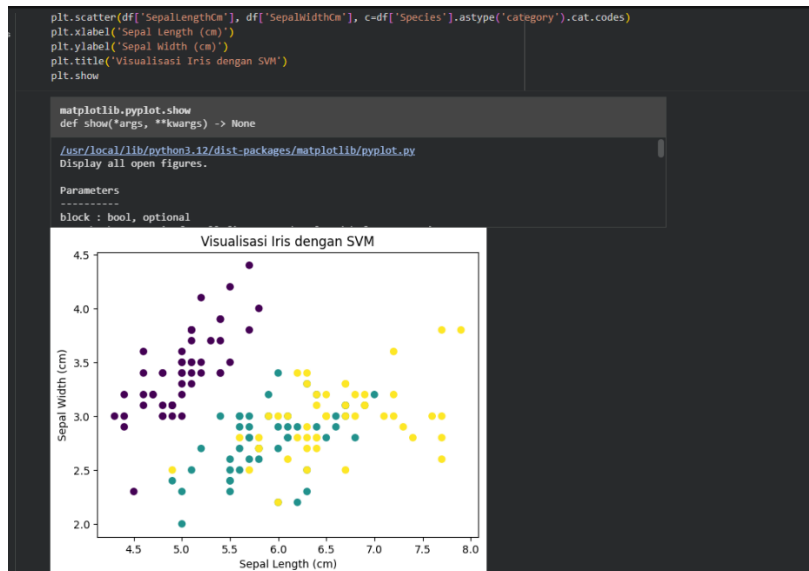 plt.scatter(df['SepalLengthCm'], df['SepalWidthCm'], c=df['Species'].astype('category').cat.codes)
plt.xlabel('Sepal Length (cm)')
plt.ylabel('Sepal Width (cm)')
plt.title('Visualisasi Iris dengan SVM')
plt.show
matplotlib.pyplot.show
def show(*args, **kwargs) -> None
/usr/local/lib/python3.12/dist-packages/matplotlib/pyplot.py
Display all open figures.
Parameters
----------
block : bool, optional
Visualisasi Iris dengan SVM
4.5
4.0
3.5
3.0
2.5
2.0
Sepal Width (cm)
4.5 5.0 5.5 6.0 6.5 7.0 7.5 8.0
Sepal Length (cm)